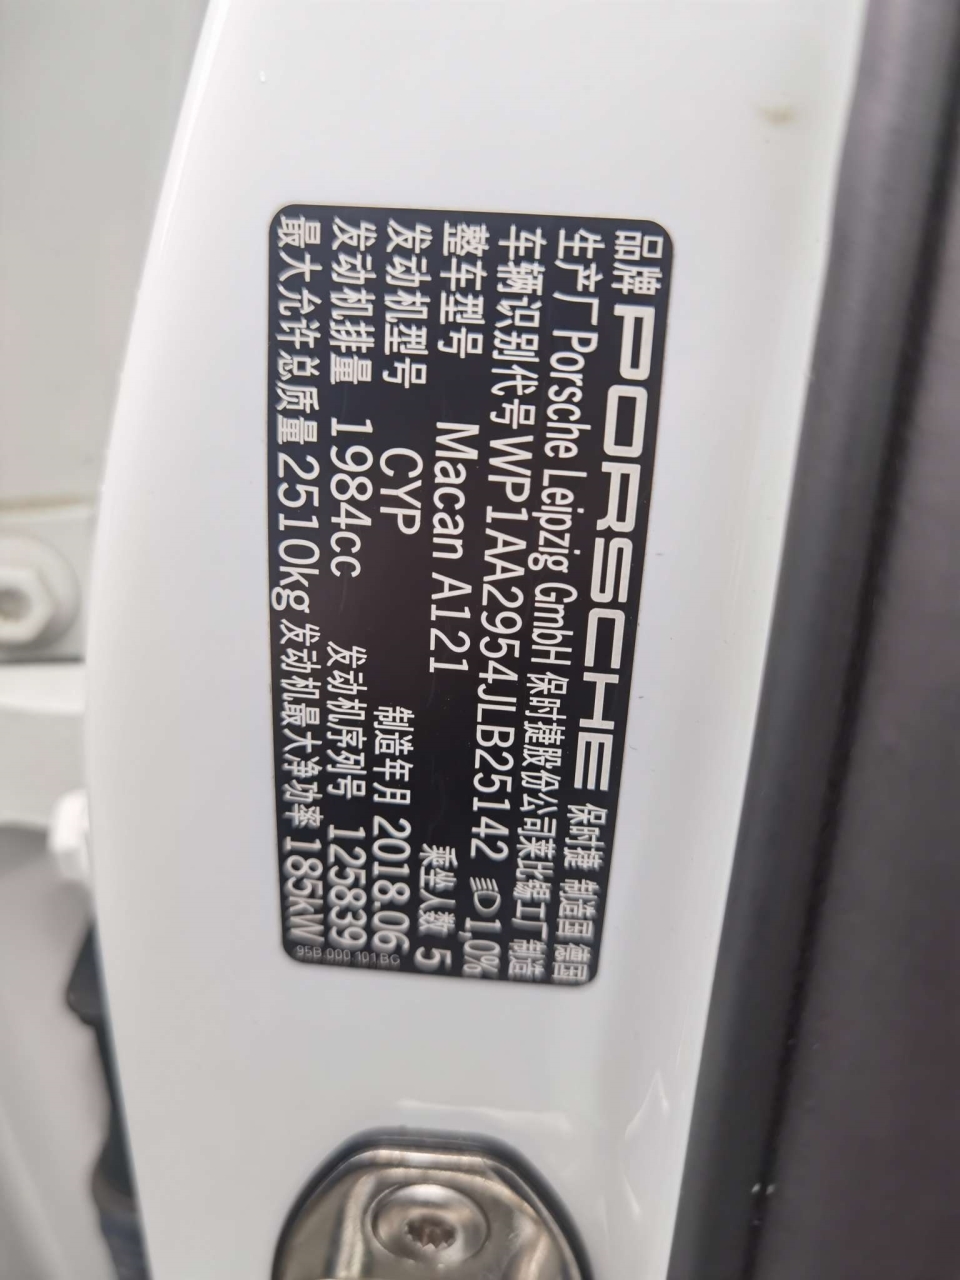 品牌 PORSCHE 保时捷 制造国 德国
生产厂 Porsche Leipzig GmbH 保时捷股份公司莱比锡工厂 制造
车辆识别代号 WP1AA2954JLB25142 1,0%
整车型号 Macan A121 乘坐人数 5
发动机型号 CYP 制造年月 2018.06
发动机排量 1984cc 发动机序列号 125839
最大允许总质量 2510kg 发动机最大净功率 185kW
95B.000.101.BG